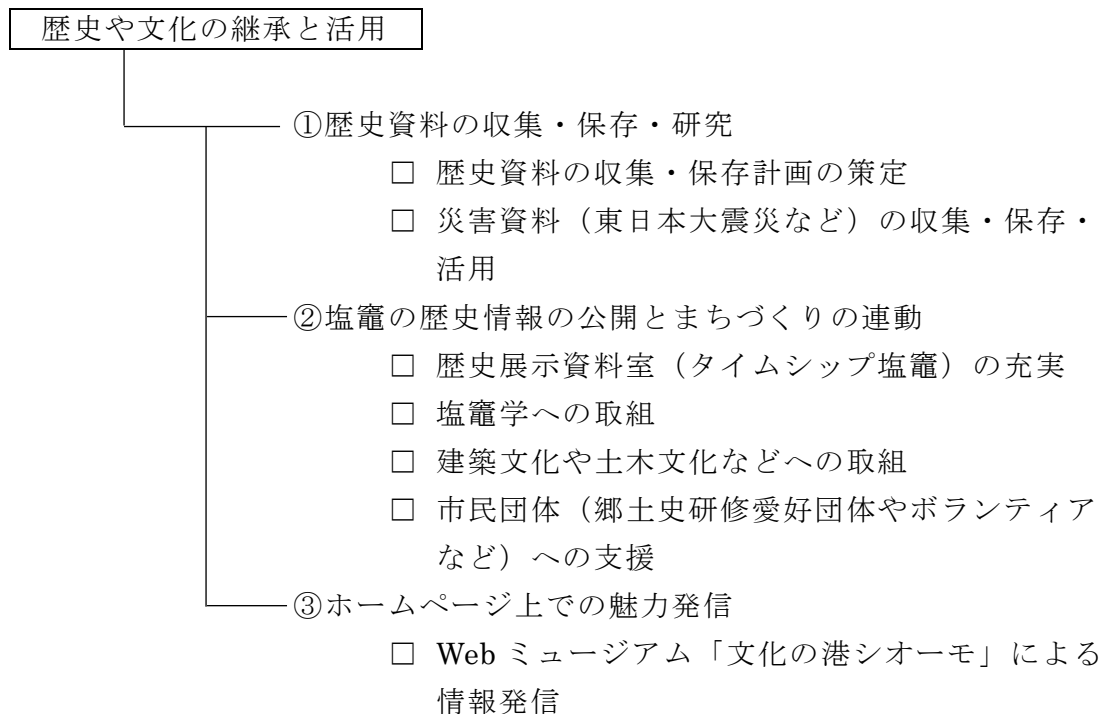 歴史や文化の継承と活用
①歴史資料の収集・保存・研究
□ 歴史資料の収集・保存計画の策定
□ 災害資料（東日本大震災など）の収集・保存・
活用
②塩竈の歴史情報の公開とまちづくりの連動
□ 歴史展示資料室（タイムシップ塩竈）の充実
□ 塩竈学への取組
□ 建築文化や土木文化などへの取組
□ 市民団体（郷土史研修愛好団体やボランティア
など）への支援
③ホームページ上での魅力発信
□ Web ミュージアム「文化の港シオーモ」による
情報発信